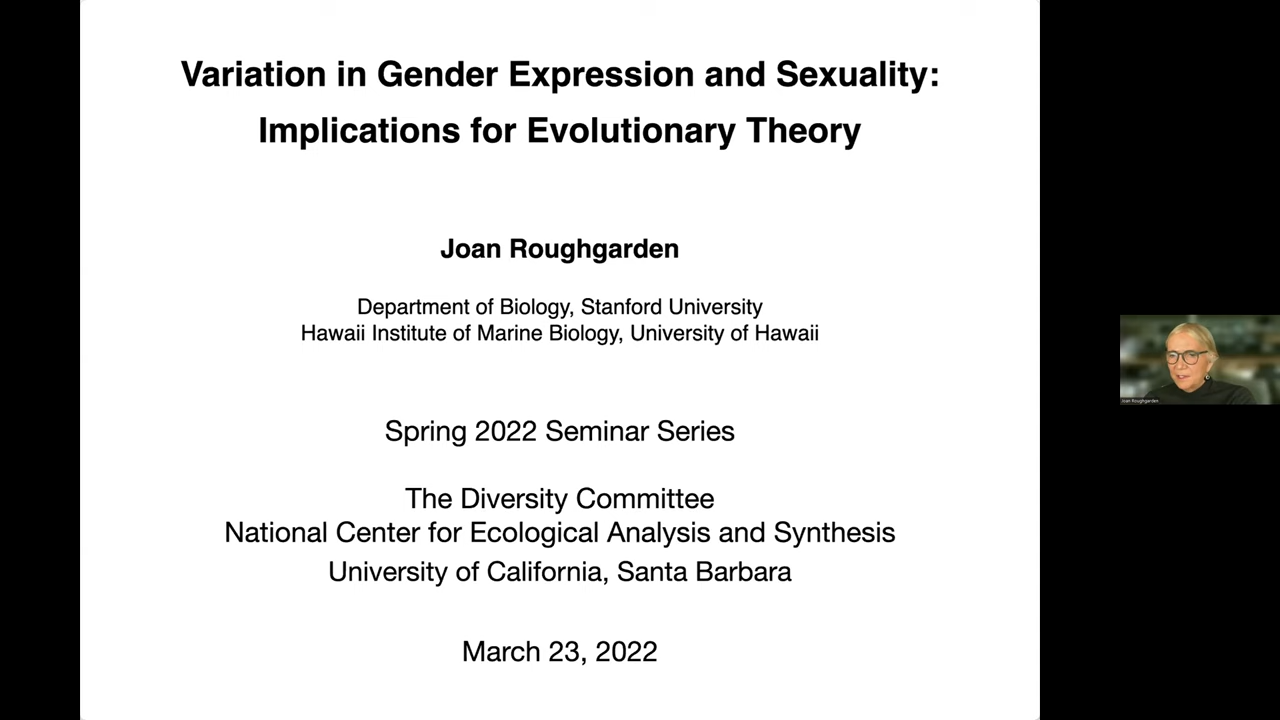 Variation in Gender Expression and Sexuality:
Implications for Evolutionary Theory
Joan Roughgarden
Department of Biology, Stanford University
Hawaii Institute of Marine Biology, University of Hawaii
Spring 2022 Seminar Series
The Diversity Committee
National Center for Ecological Analysis and Synthesis
University of California, Santa Barbara
March 23, 2022
Joan Roughgarden